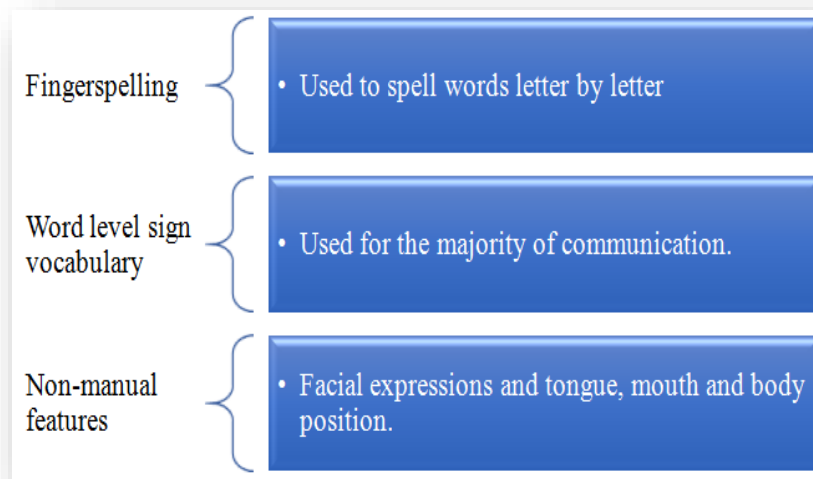 Fingerspelling
• Used to spell words letter by letter
Word level sign
vocabulary
• Used for the majority of communication.
Non-manual
features
• Facial expressions and tongue, mouth and body
position.